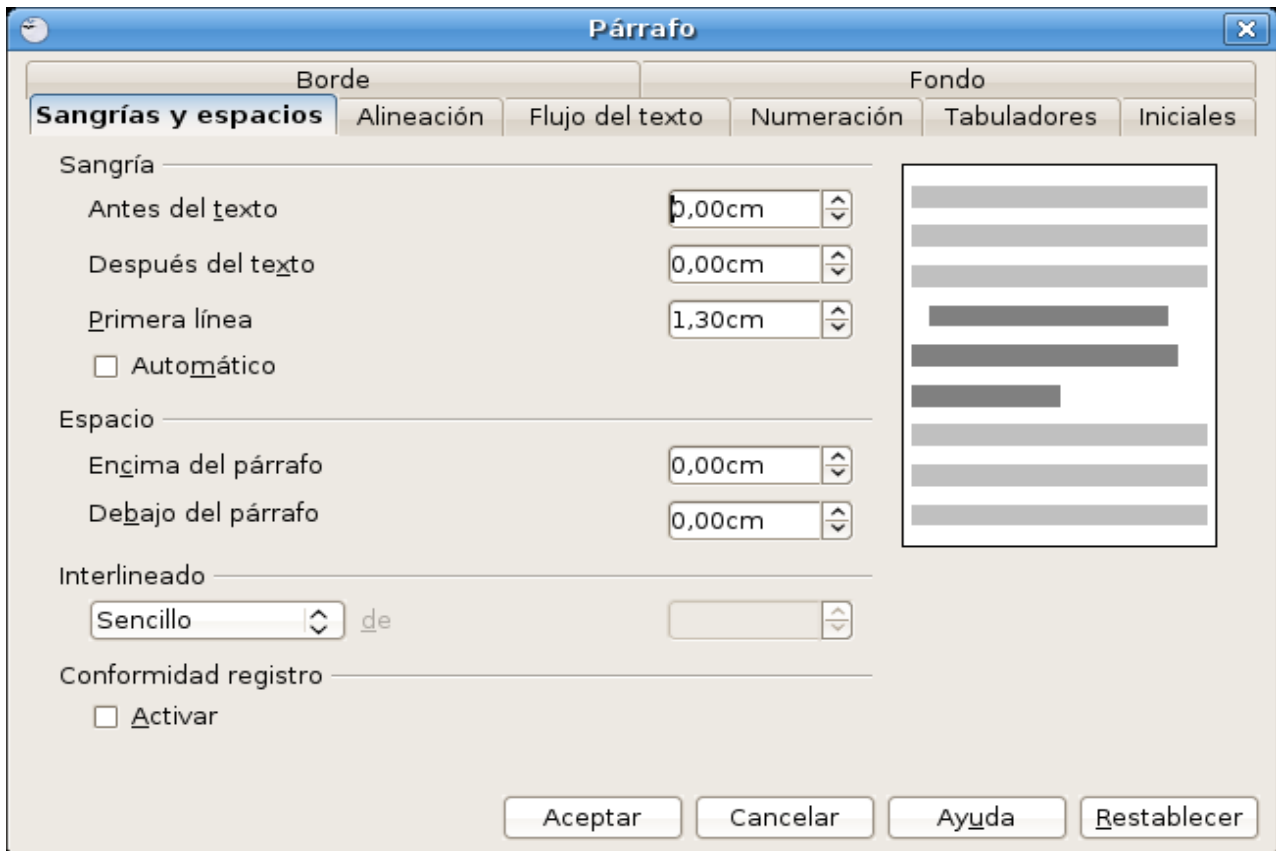 Párrafo
Borde Fondo
Sangrías y espacios Alineación Flujo del texto Numeración Tabuladores Iniciales
Sangría
Antes del texto 0,00cm
Después del texto 0,00cm
Primera línea 1,30cm
Automático
Espacio
Encima del párrafo 0,00cm
Debajo del párrafo 0,00cm
Interlineado
Sencillo de
Conformidad registro
Activar
Aceptar Cancelar Ayuda Restablecer